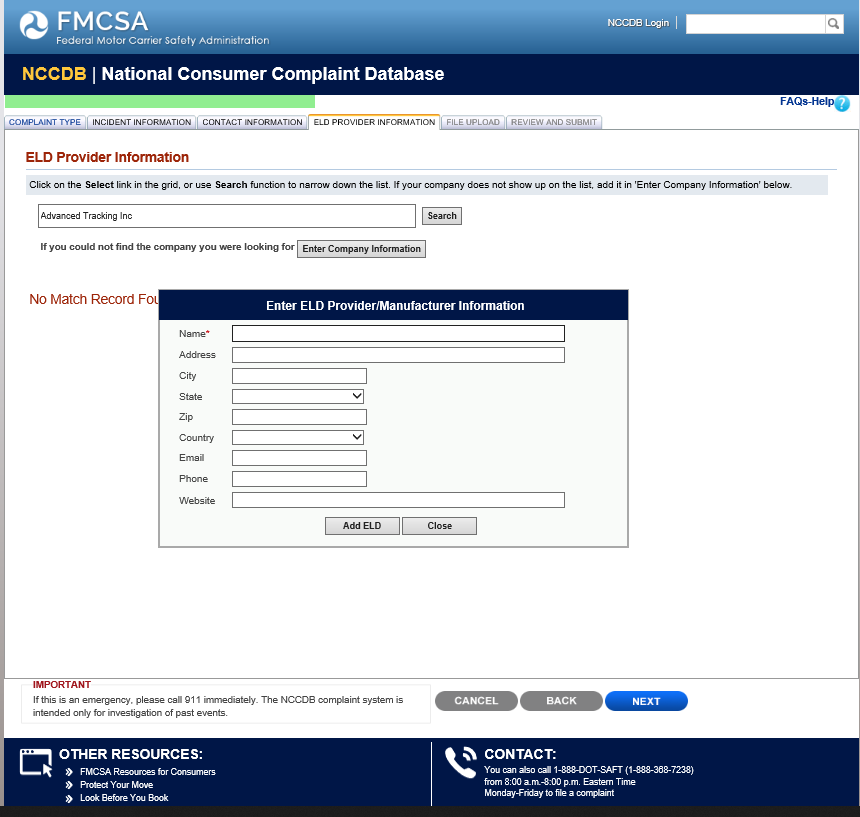 FMCSA
Federal Motor Carrier Safety Administration
NCCDB Login
NCCDB | National Consumer Complaint Database
FAQs-Help ?
COMPLAINT TYPE INCIDENT INFORMATION CONTACT INFORMATION ELD PROVIDER INFORMATION FILE UPLOAD REVIEW AND SUBMIT
ELD Provider Information
Click on the Select link in the grid, or use Search function to narrow down the list. If your company does not show up on the list, add it in 'Enter Company Information' below.
Advanced Tracking Inc Search
If you could not find the company you were looking for Enter Company Information
No Match Record Fou
Enter ELD Provider/Manufacturer Information
Name*
Address
City
State
Zip
Country
Email
Phone
Website
Add ELD Close
IMPORTANT
If this is an emergency, please call 911 immediately. The NCCDB complaint system is
intended only for investigation of past events.
CANCEL BACK NEXT
OTHER RESOURCES:
FMCSA Resources for Consumers
Protect Your Move
Look Before You Book
CONTACT:
You can also call 1-888-DOT-SAFT (1-888-368-7238)
from 8:00 a.m.-8:00 p.m. Eastern Time
Monday-Friday to file a complaint